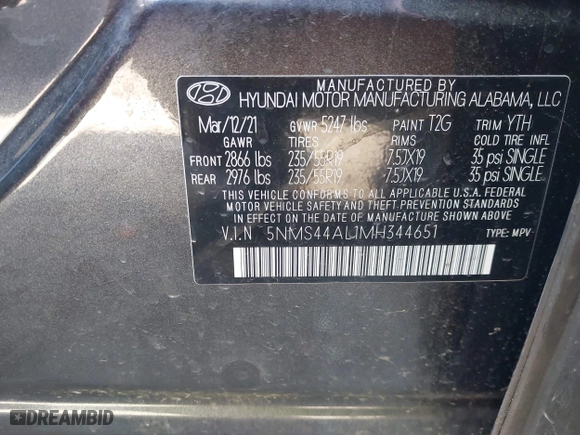 MANUFACTURED BY
HYUNDAI MOTOR MANUFACTURING ALABAMA, LLC
Mar/12/21 GVWR 5247 lbs PAINT T2G TRIM YTH
GAWR TIRES RIMS COLD TIRE INFL
FRONT 2866 lbs 235/55R19 7.5JX19 35 psi SINGLE
REAR 2976 lbs 235/55R19 7.5JX19 35 psi SINGLE
THIS VEHICLE CONFORMS TO ALL APPLICABLE U.S.A. FEDERAL
MOTOR VEHICLE SAFETY AND THEFT PREVENTION STANDARDS
IN EFFECT ON THE DATE OF MANUFACTURE SHOWN ABOVE.
V.I.N 5NMS44AL1MH344651 TYPE: MPV
DREAMBID